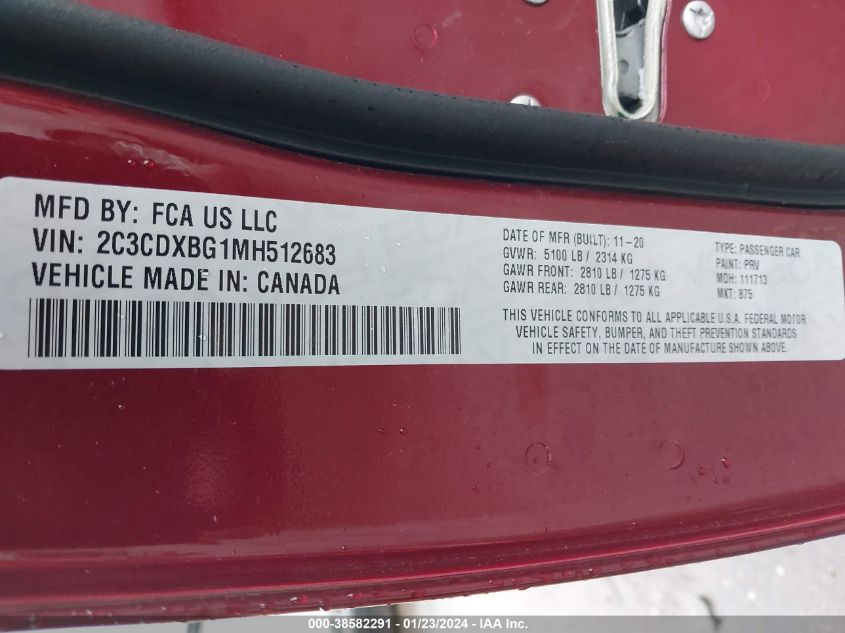 MFD BY: FCA US LLC
VIN: 2C3CDXBG1MH512683
VEHICLE MADE IN: CANADA
DATE OF MFR (BUILT): 11-20
GVWR: 5100 LB / 2314 KG
GAWR FRONT: 2810 LB / 1275 KG
GAWR REAR: 2810 LB / 1275 KG
TYPE: PASSENGER CAR
PAINT: PRV
MDH: 111713
MKT: 875
THIS VEHICLE CONFORMS TO ALL APPLICABLE U.S.A. FEDERAL MOTOR
VEHICLE SAFETY, BUMPER, AND THEFT PREVENTION STANDARDS
IN EFFECT ON THE DATE OF MANUFACTURE SHOWN ABOVE.
000-38582291 - 01/23/2024 - IAA Inc.